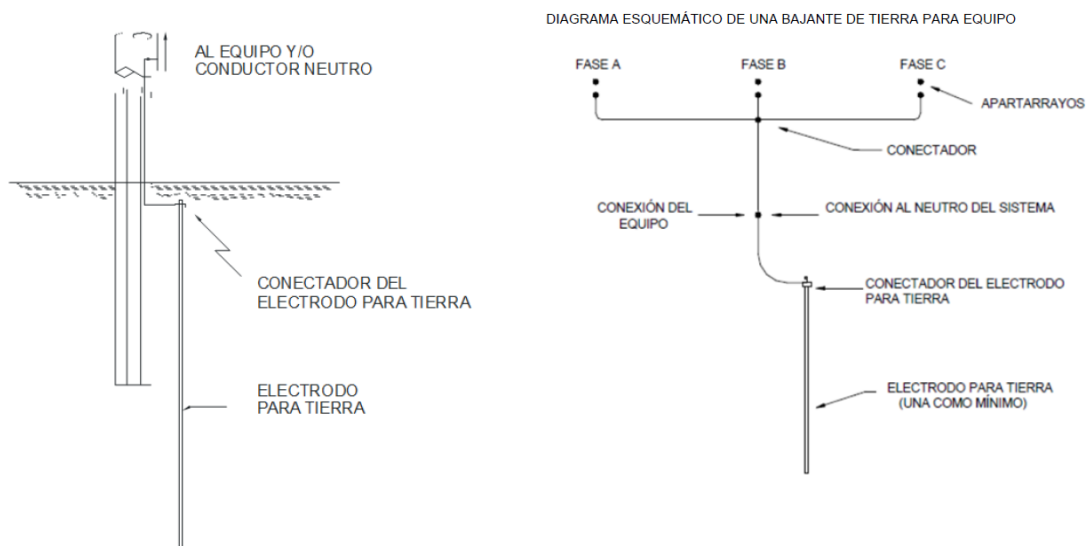 AL EQUIPO Y/O
CONDUCTOR NEUTRO
CONECTADOR DEL
ELECTRODO PARA TIERRA
ELECTRODO
PARA TIERRA
DIAGRAMA ESQUEMÁTICO DE UNA BAJANTE DE TIERRA PARA EQUIPO
FASE A
FASE B
FASE C
APARTARRAYOS
CONECTADOR
CONEXIÓN DEL
EQUIPO
CONEXIÓN AL NEUTRO DEL SISTEMA
CONECTADOR DEL ELECTRODO
PARA TIERRA
ELECTRODO PARA TIERRA
(UNA COMO MÍNIMO)